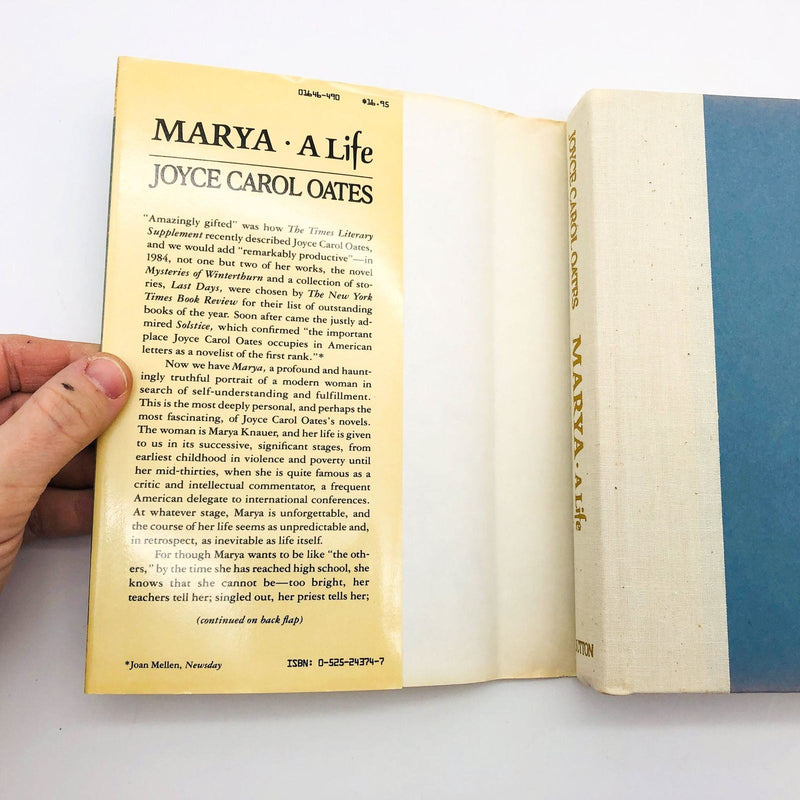 01646-490 $16.95
MARYA · A Life
JOYCE CAROL OATES
"Amazingly gifted" was how The Times Literary
Supplement recently described Joyce Carol Oates,
and we would add "remarkably productive"—in
1984, not one but two of her works, the novel
Mysteries of Winterthurn and a collection of sto-
ries, Last Days, were chosen by The New York
Times Book Review for their list of outstanding
books of the year. Soon after came the justly ad-
mired Solstice, which confirmed "the important
place Joyce Carol Oates occupies in American
letters as a novelist of the first rank."*
Now we have Marya, a profound and haunt-
ingly truthful portrait of a modern woman in
search of self-understanding and fulfillment.
This is the most deeply personal, and perhaps the
most fascinating, of Joyce Carol Oates's novels.
The woman is Marya Knauer, and her life is given
to us in its successive, significant stages, from
earliest childhood in violence and poverty until
her mid-thirties, when she is quite famous as a
critic and intellectual commentator, a frequent
American delegate to international conferences.
At whatever stage, Marya is unforgettable, and
the course of her life seems as unpredictable and,
in retrospect, as inevitable as life itself.
For though Marya wants to be like "the oth-
ers," by the time she has reached high school, she
knows that she cannot be—too bright, her
teachers tell her; singled out, her priest tells her;
(continued on back flap)
*Joan Mellen, Newsday
ISBN: 0-525-24374-7
JOYCE CAROL OATES
MARYA · A Life
DUTTON